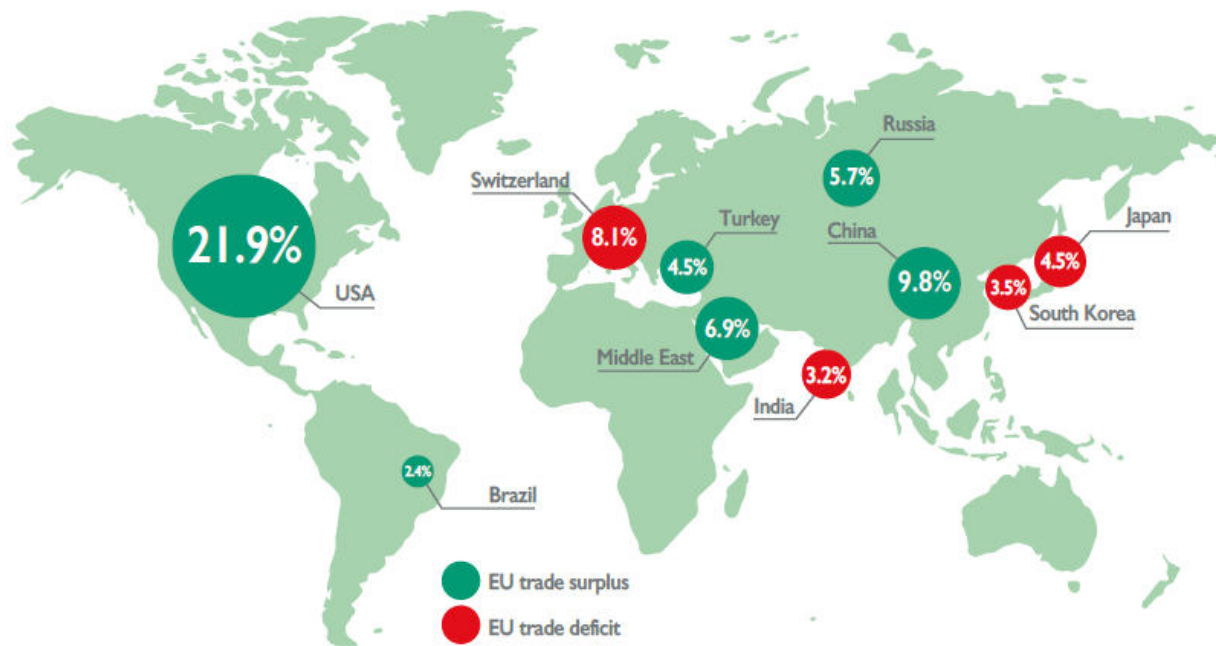 Russia
5.7%
Switzerland
8.1%
Turkey
4.5%
China
9.8%
Japan
4.5%
21.9%
USA
3.5%
South Korea
6.9%
Middle East
3.2%
India
2.4%
Brazil
EU trade surplus
EU trade deficit